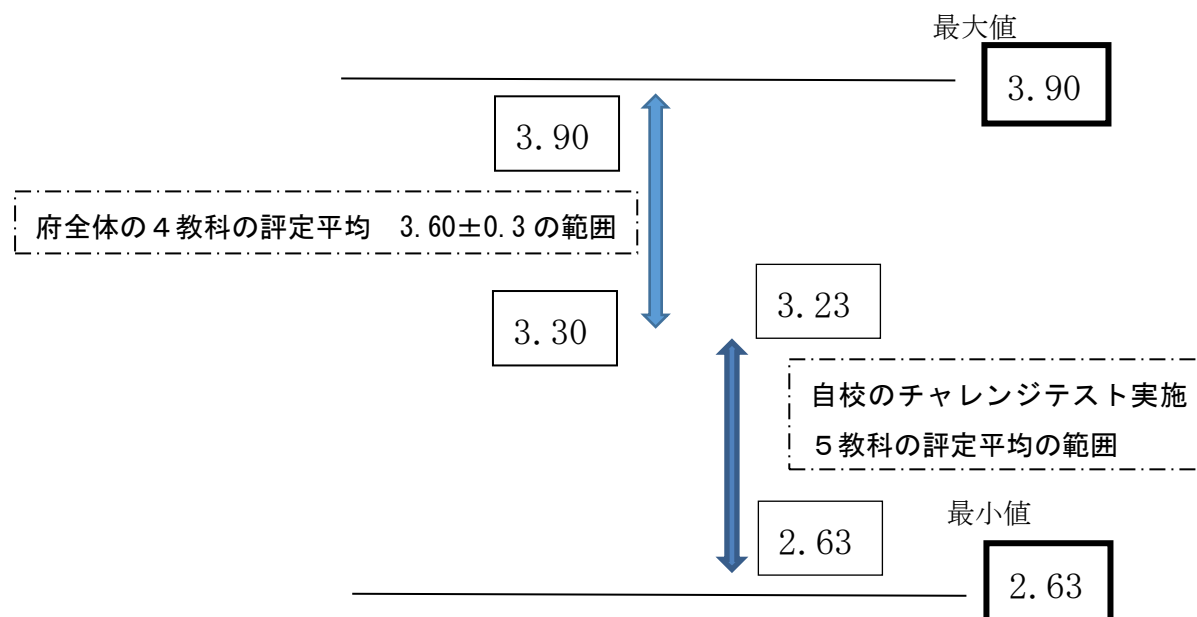 最大値
3.90
3.90
府全体の４教科の評定平均　3.60±0.3 の範囲
3.30
3.23
自校のチャレンジテスト実施
５教科の評定平均の範囲
2.63
最小値
2.63